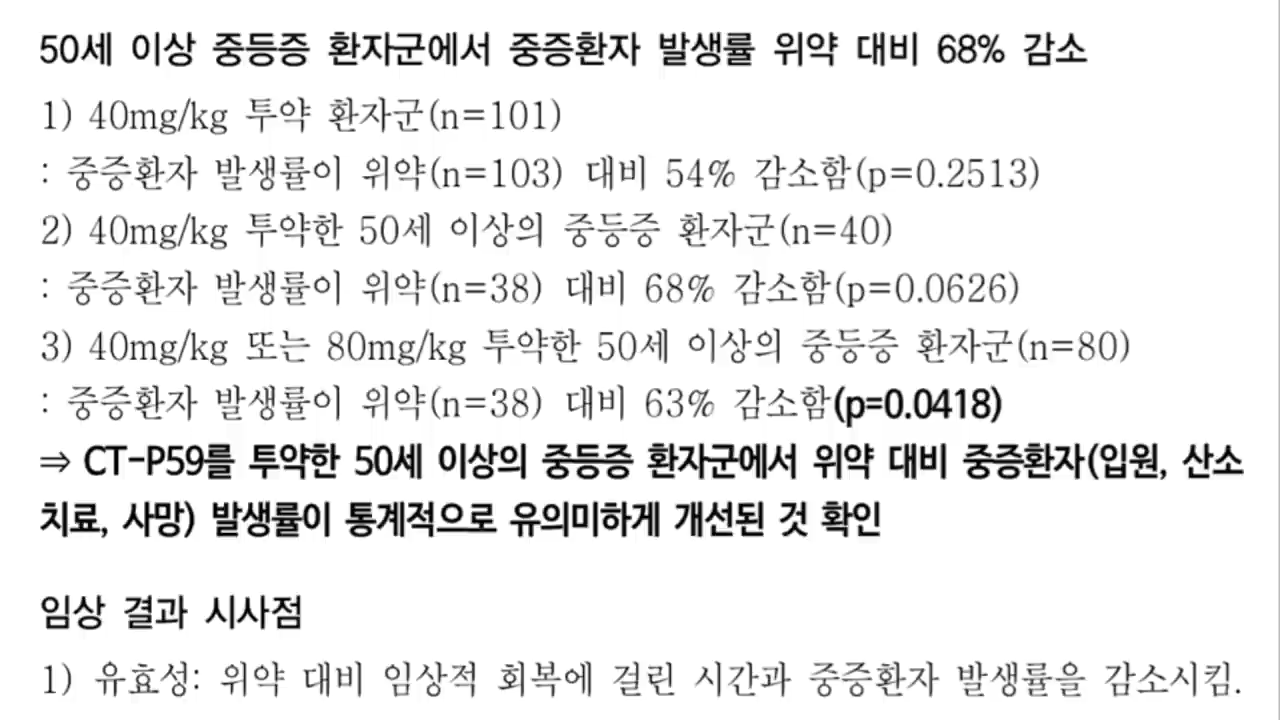 50세 이상 중등증 환자군에서 중증환자 발생률 위약 대비 68% 감소
1) 40mg/kg 투약 환자군(n=101)
: 중증환자 발생률이 위약(n=103) 대비 54% 감소함(p=0.2513)
2) 40mg/kg 투약한 50세 이상의 중등증 환자군(n=40)
: 중증환자 발생률이 위약(n=38) 대비 68% 감소함(p=0.0626)
3) 40mg/kg 또는 80mg/kg 투약한 50세 이상의 중등증 환자군(n=80)
: 중증환자 발생률이 위약(n=38) 대비 63% 감소함(p=0.0418)
⇒ CT-P59를 투약한 50세 이상의 중등증 환자군에서 위약 대비 중증환자(입원, 산소
치료, 사망) 발생률이 통계적으로 유의미하게 개선된 것 확인
임상 결과 시사점
1) 유효성: 위약 대비 임상적 회복에 걸린 시간과 중증환자 발생률을 감소시킴.